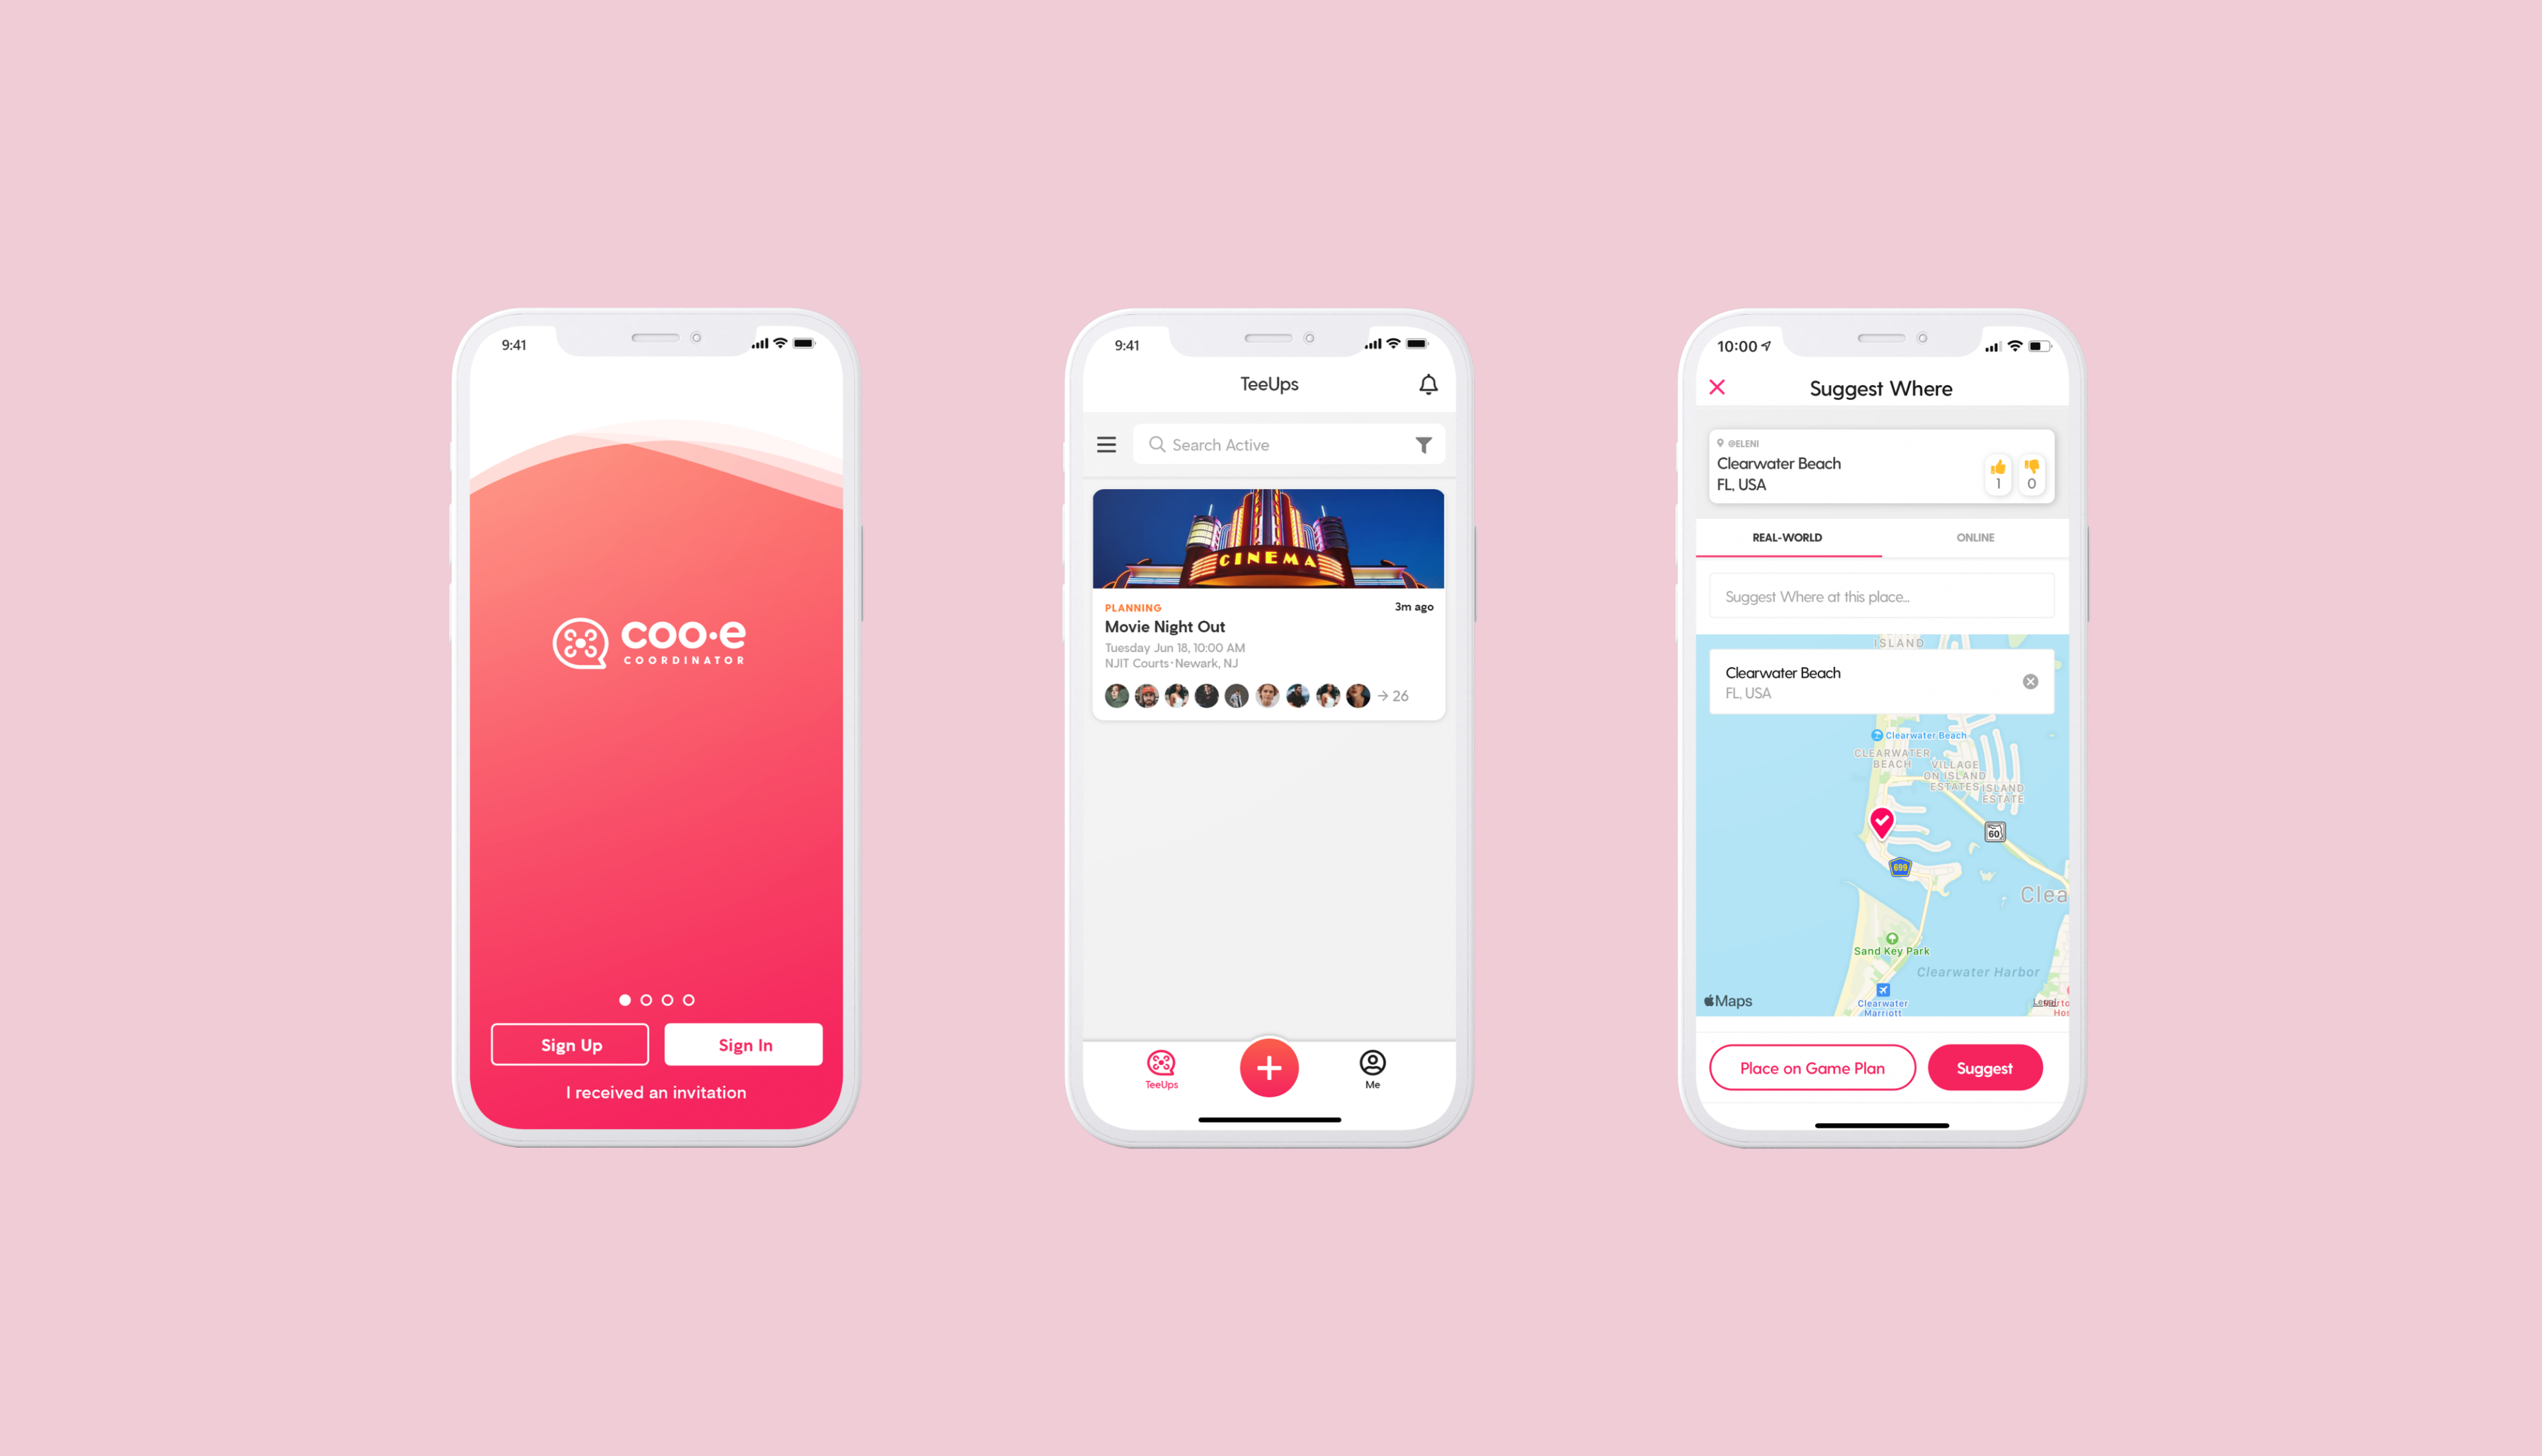 9:41
coo•e
COORDINATOR
Sign Up
Sign In
I received an invitation
9:41
TeeUps
Search Active
CINEMA
PLANNING
3m ago
Movie Night Out
Tuesday Jun 18, 10:00 AM
NJIT Courts·Newark, NJ
→ 26
TeeUps
Me
10:00
Suggest Where
@ELENI
Clearwater Beach
FL, USA
1
0
REAL-WORLD
ONLINE
Suggest Where at this place...
ISLAND
Clearwater Beach
FL, USA
Clearwater Beach
CLEARWATER
BEACH
VILLAGE
ON ISLAND
ESTATES
ISLAND
ESTATE
60
699
Clea
Sand Key Park
Clearwater Harbor
Clearwater
Marriott
Maps
Place on Game Plan
Suggest